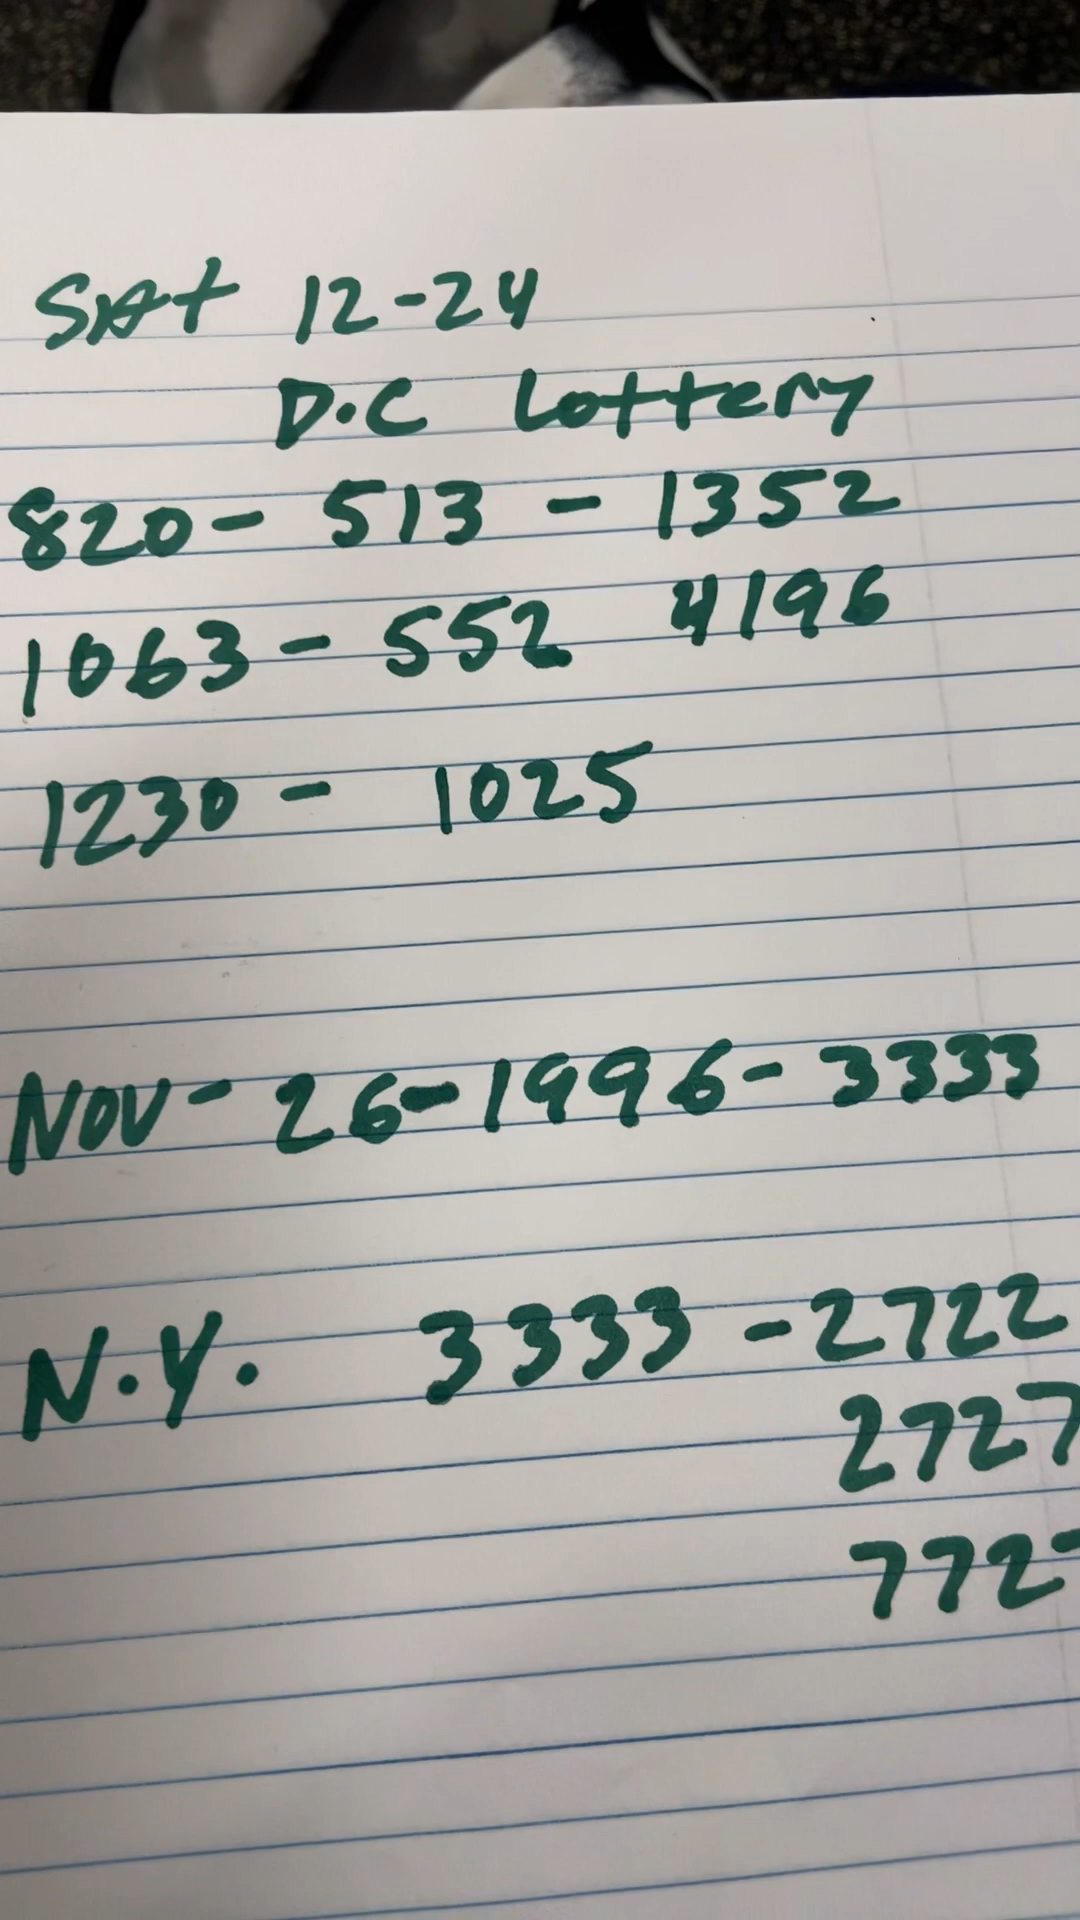 SAt 12-24
D.C Lottery
820- 513 - 1352
1063 - 552 4196
1230 - 1025
NOV- 26-1996- 3333
N.Y. 3333 -2722
2727
772